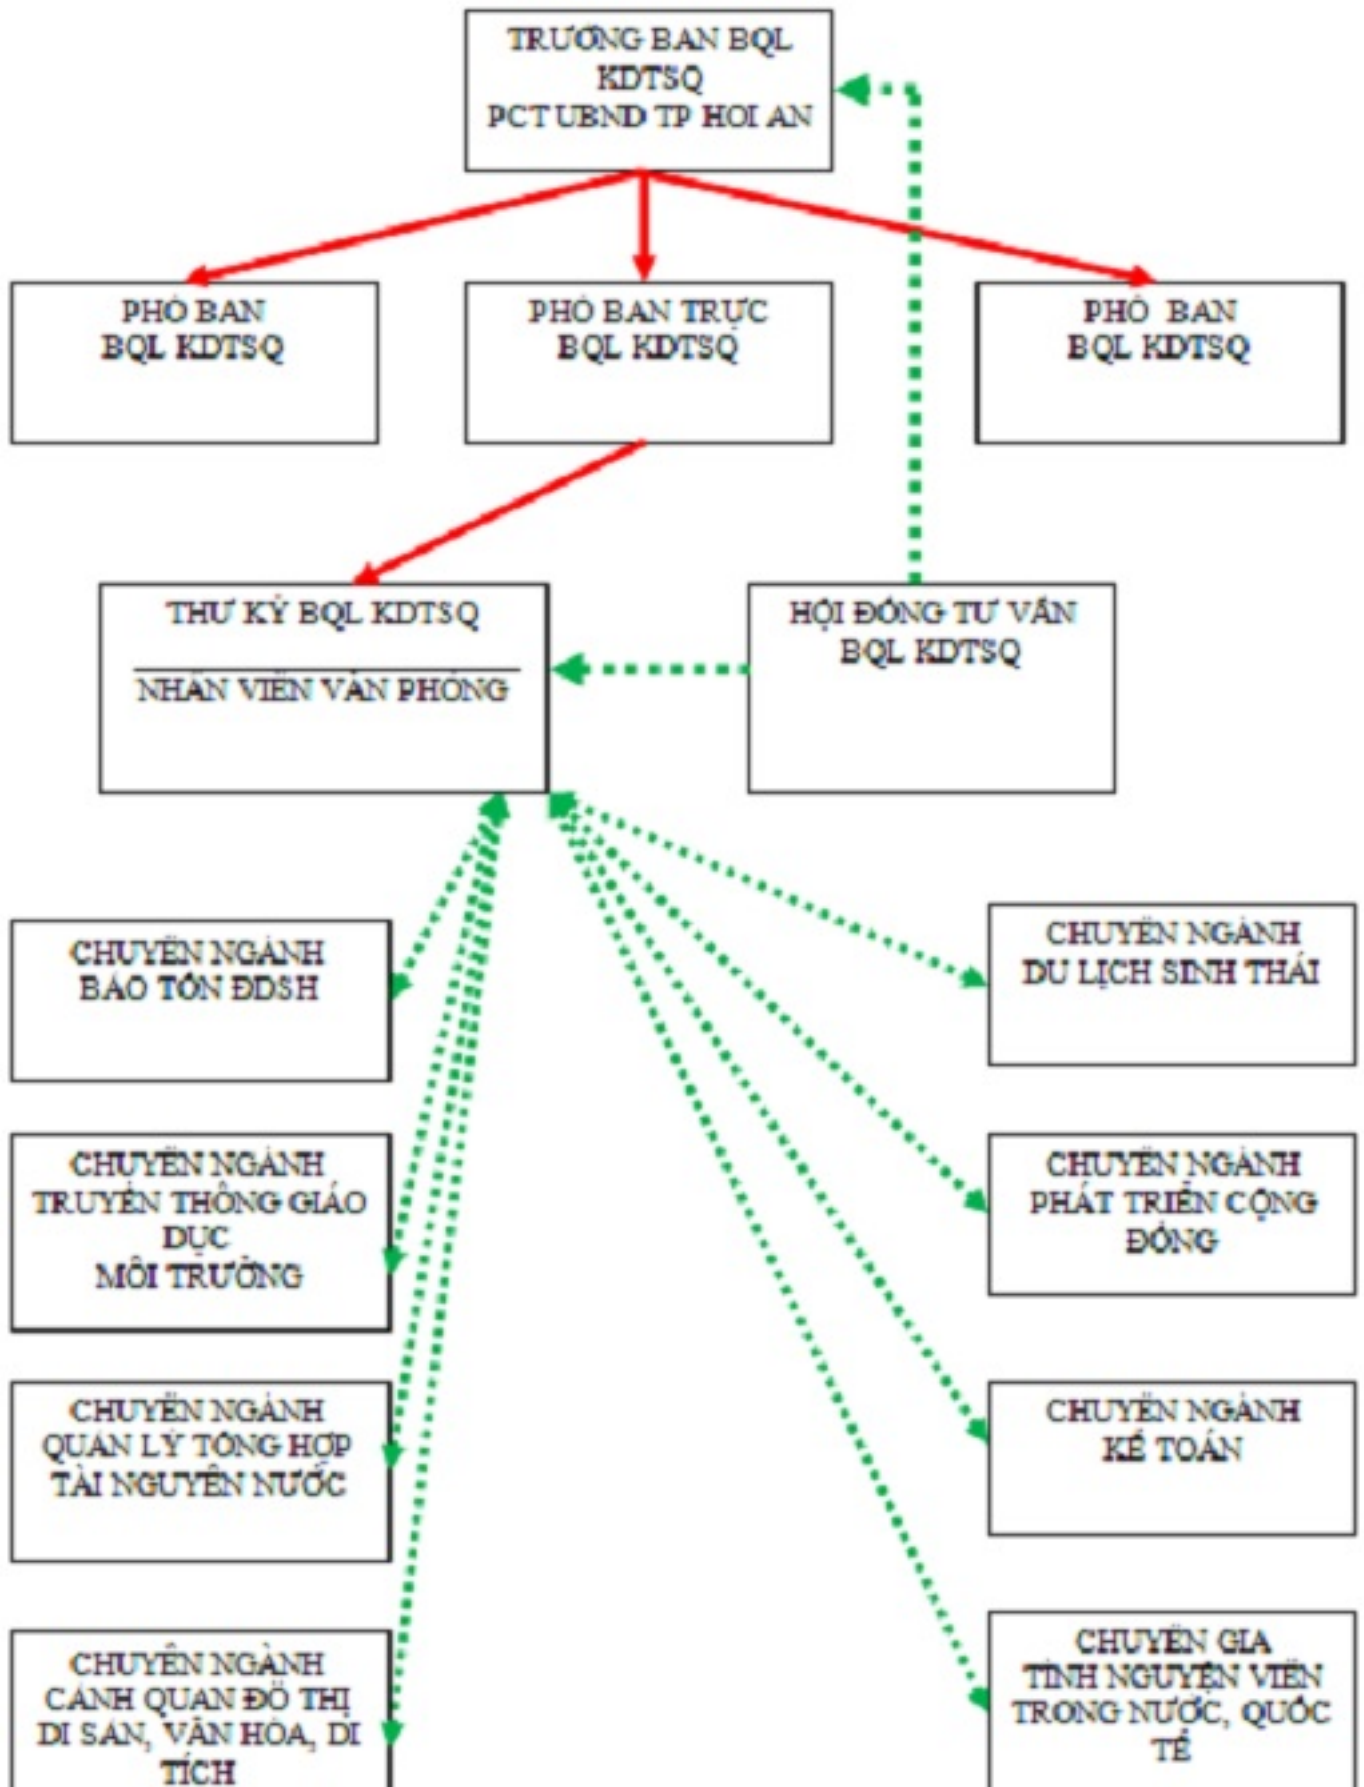 TRƯỞNG BAN BQL
KDTSQ
PCT UBND TP HOI AN
PHÓ BAN
BQL KDTSQ
PHÓ BAN TRỰC
BQL KDTSQ
PHÓ BAN
BQL KDTSQ
THƯ KÝ BQL KDTSQ
NHÂN VIÊN VĂN PHÒNG
HỘI ĐỒNG TƯ VẤN
BQL KDTSQ
CHUYÊN NGÀNH
BẢO TỒN ĐDSH
CHUYÊN NGÀNH
DU LỊCH SINH THÁI
CHUYÊN NGÀNH
TRUYỀN THÔNG GIÁO
DỤC
MÔI TRƯỜNG
CHUYÊN NGÀNH
PHÁT TRIỂN CỘNG
ĐỒNG
CHUYÊN NGÀNH
QUẢN LÝ TỔNG HỢP
TÀI NGUYÊN NƯỚC
CHUYÊN NGÀNH
KẾ TOÁN
CHUYÊN NGÀNH
CẢNH QUAN ĐÔ THỊ
DI SẢN, VĂN HÓA, DI
TÍCH
CHUYÊN GIA
TÌNH NGUYỆN VIÊN
TRONG NƯỚC, QUỐC
TẾ